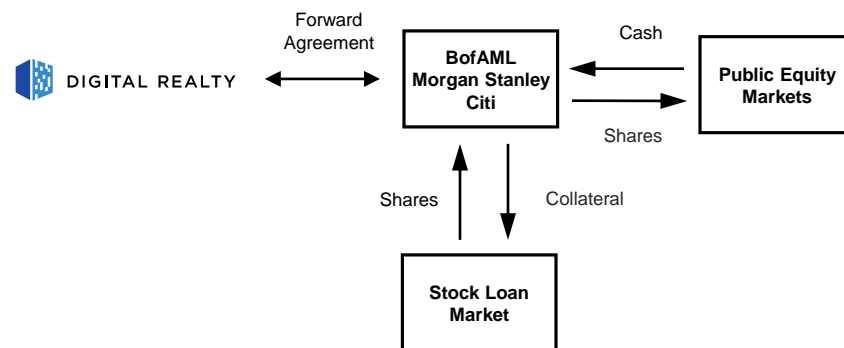 Forward
Agreement
DIGITAL REALTY
BofAML
Morgan Stanley
Citi
Cash
Public Equity
Markets
Shares
Shares
Collateral
Stock Loan
Market